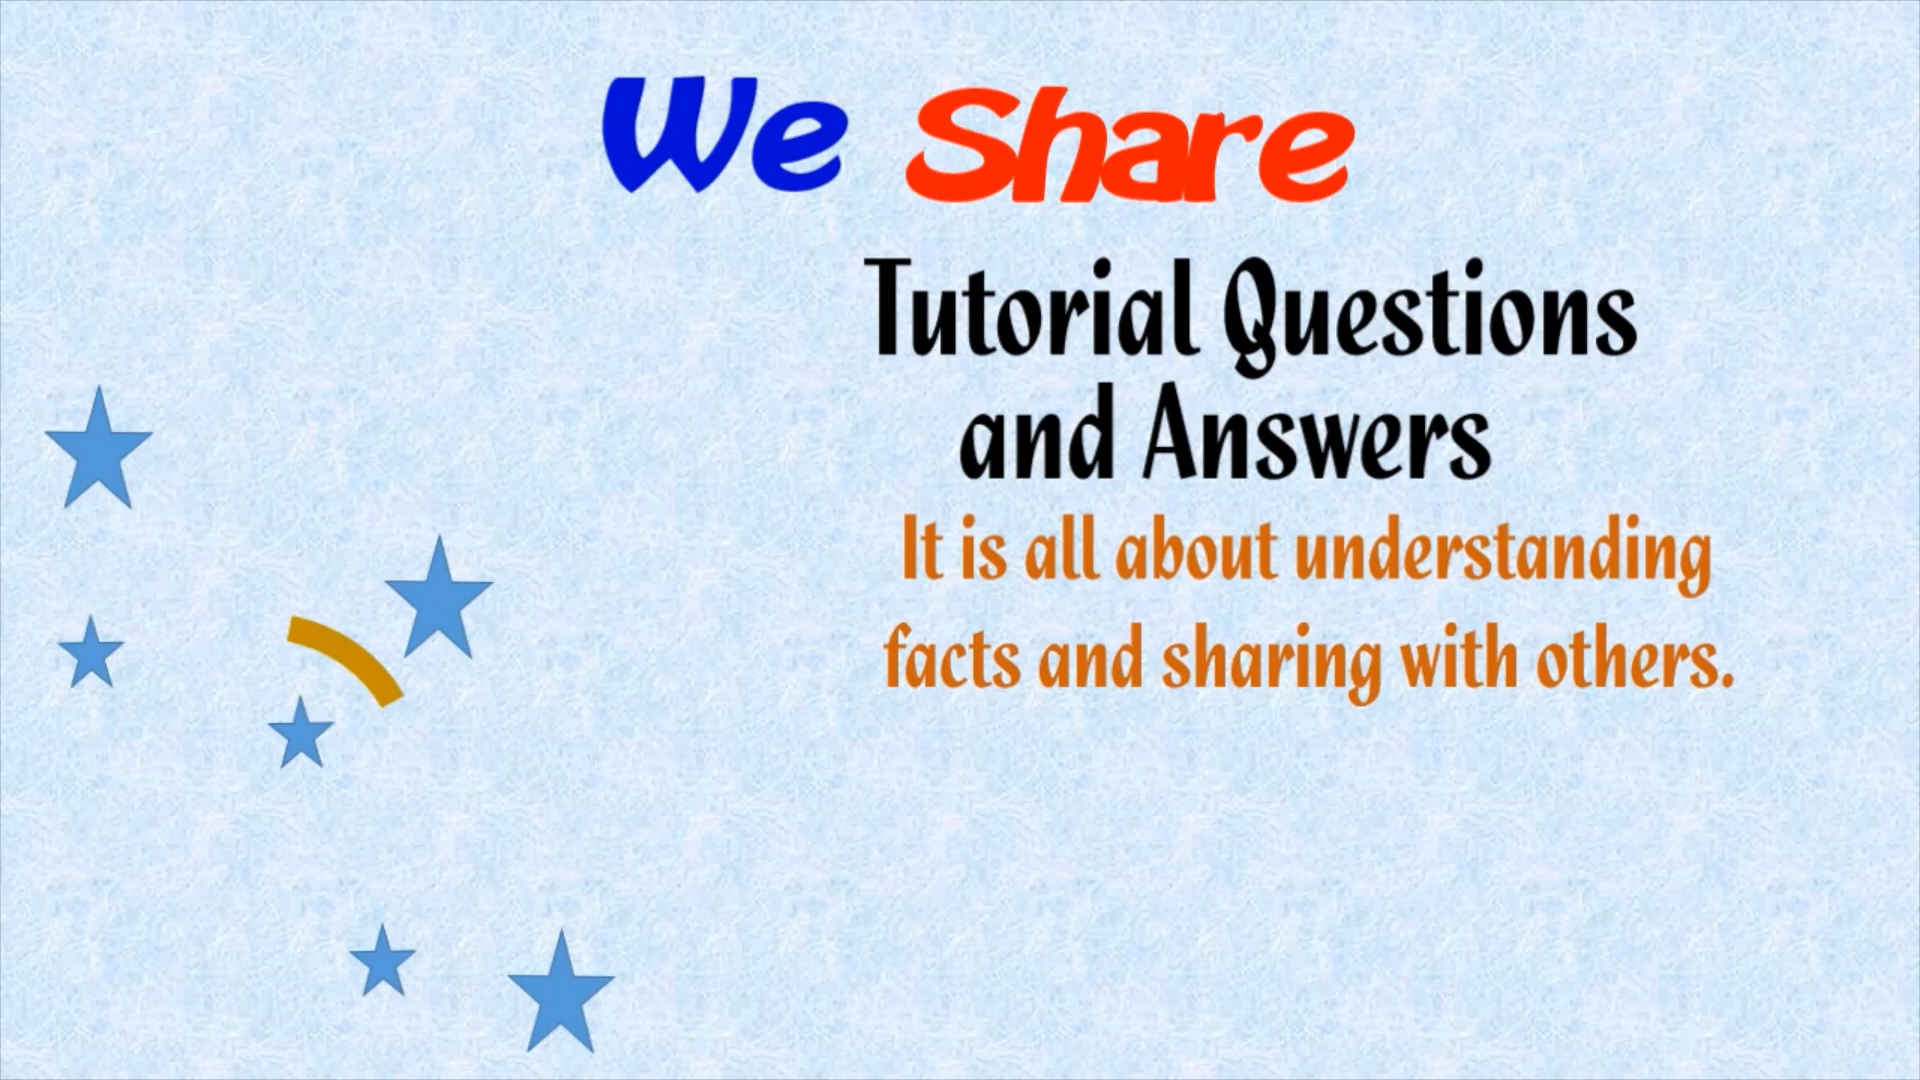 We Share
Tutorial Questions
and Answers
It is all about understanding
facts and sharing with others.